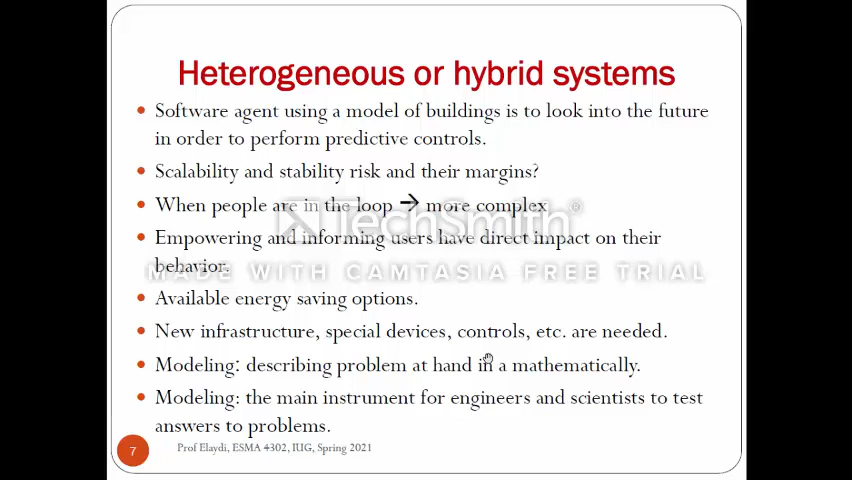 Heterogeneous or hybrid systems
• Software agent using a model of buildings is to look into the future
in order to perform predictive controls.
• Scalability and stability risk and their margins?
• When people are in the loop → more complex
• Empowering and informing users have direct impact on their
behavior.
• Available energy saving options.
• New infrastructure, special devices, controls, etc. are needed.
• Modeling: describing problem at hand in a mathematically.
• Modeling: the main instrument for engineers and scientists to test
answers to problems.
7
Prof Elaydi, ESMA 4302, IUG, Spring 2021
TechSmith®
MADE WITH CAMTASIA FREE TRIAL